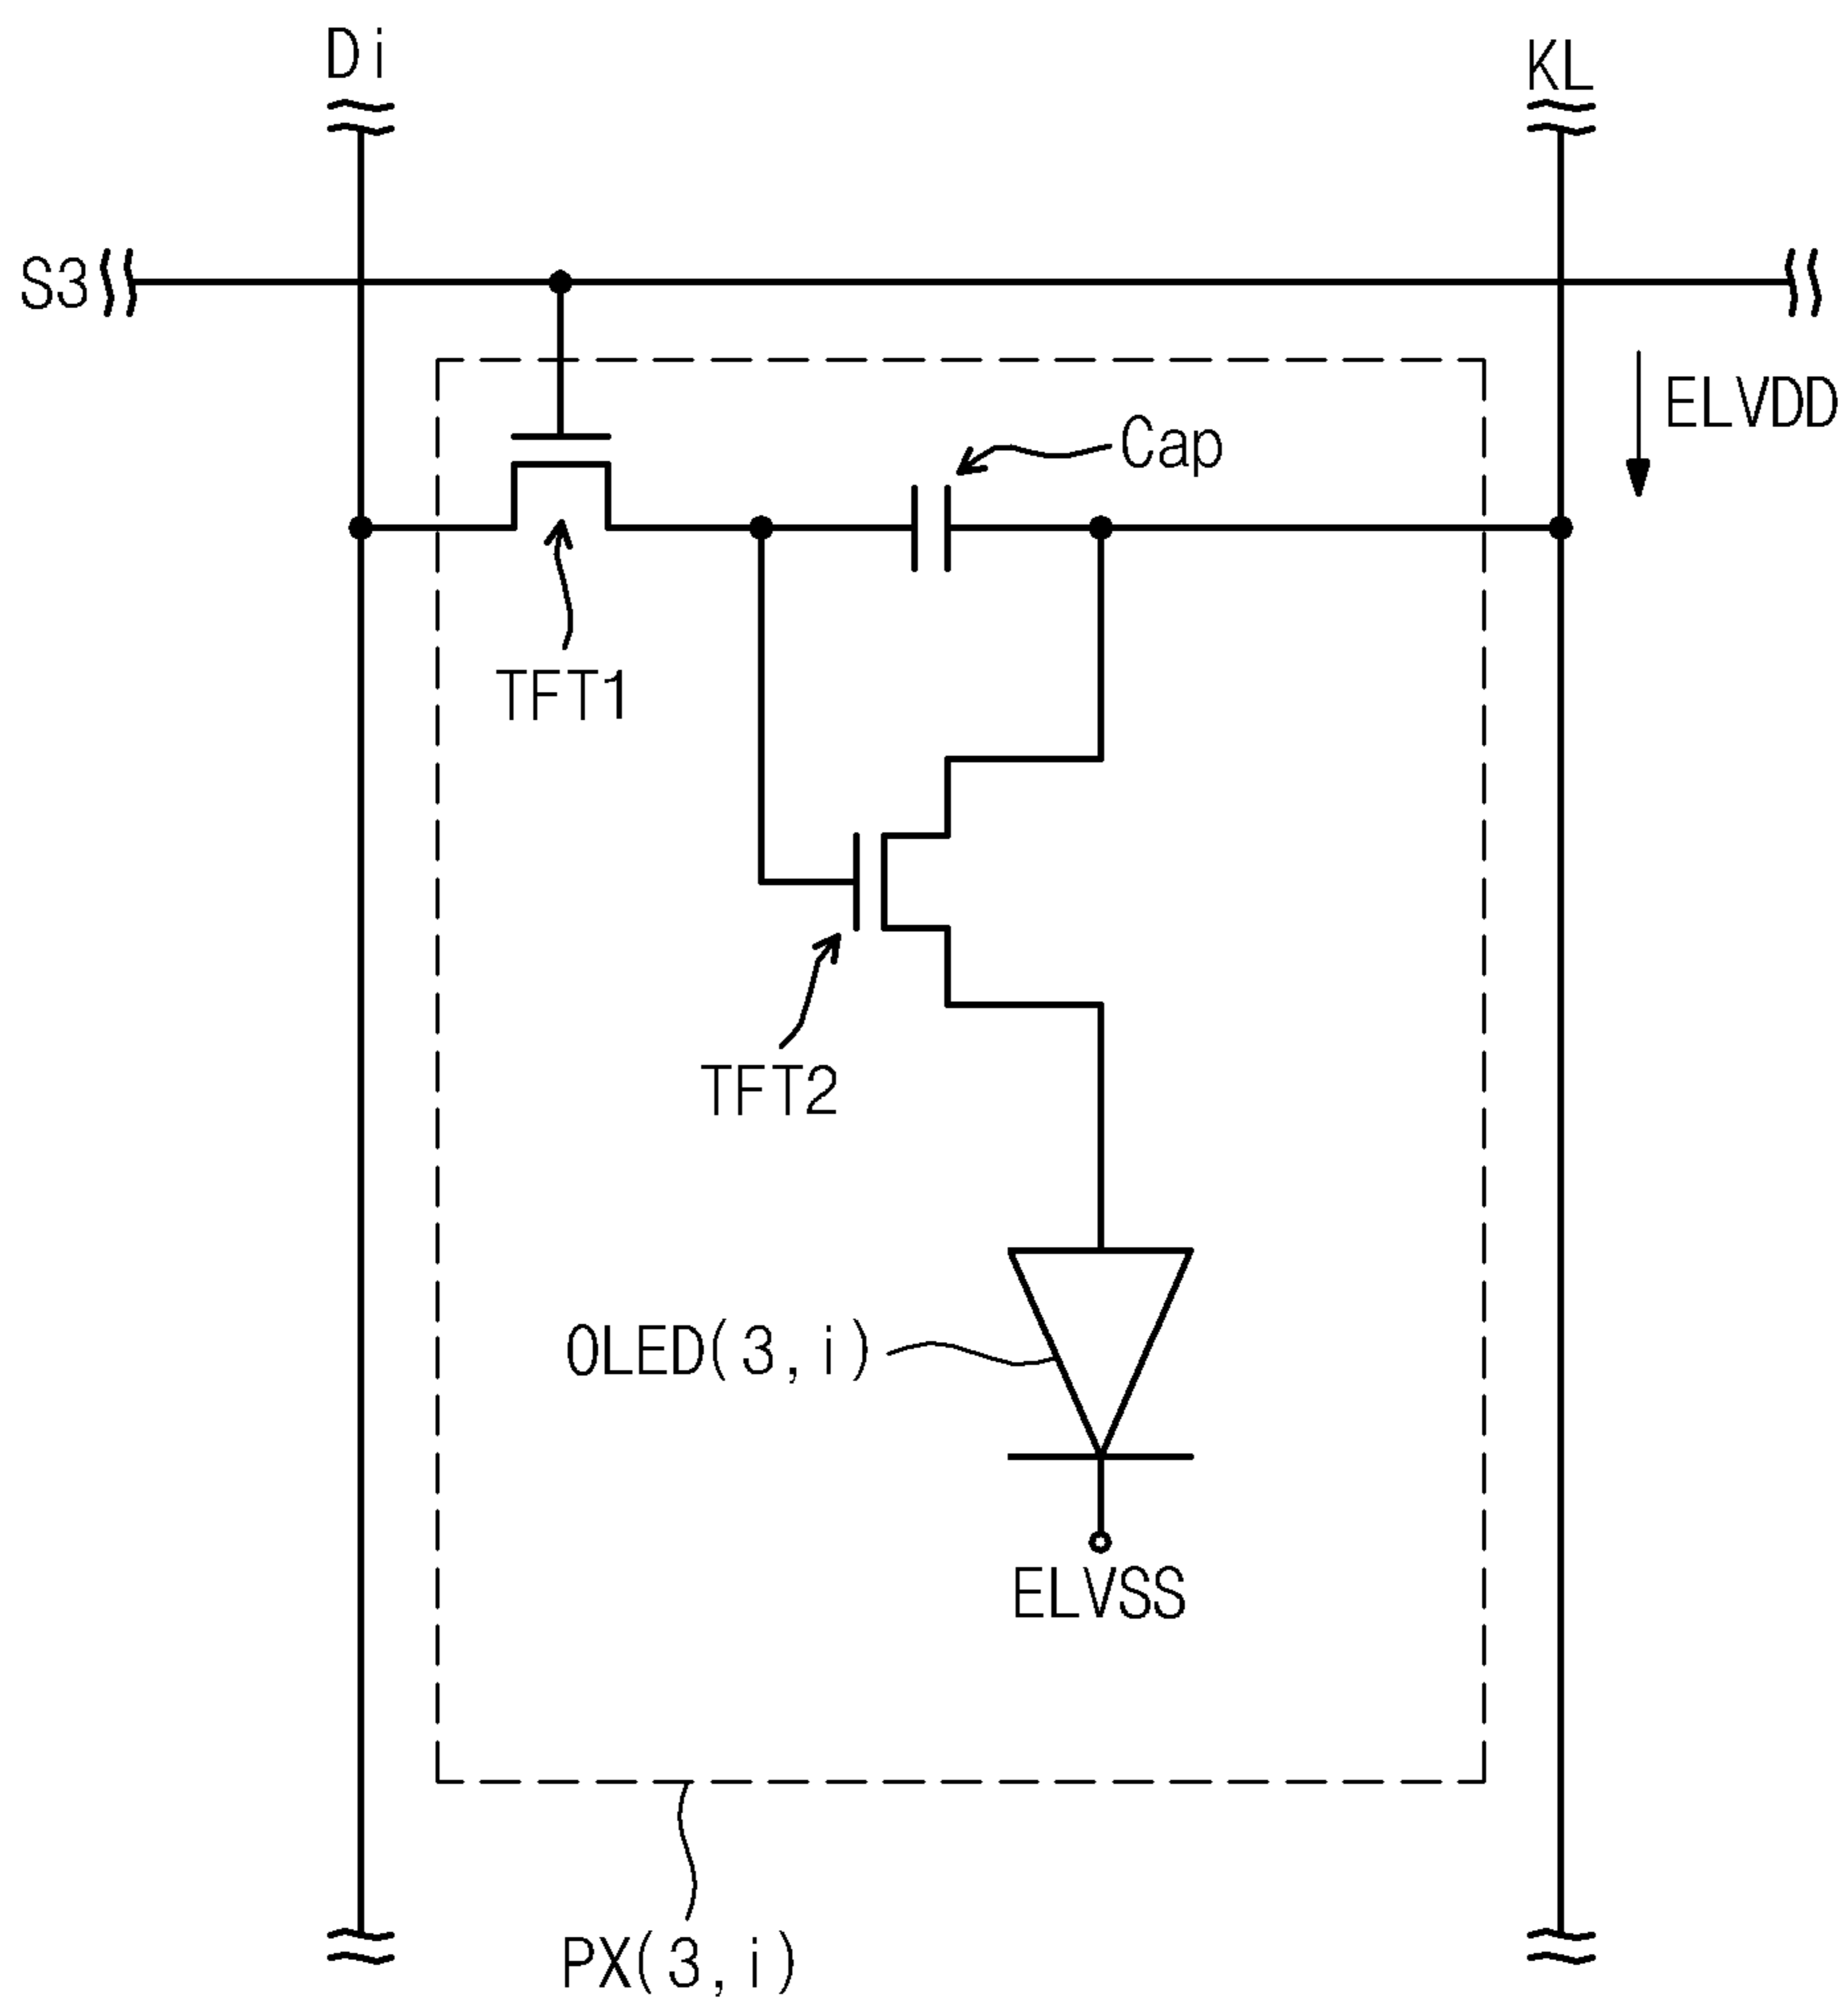 Di
KL
S3
ELVDD
Cap
TFT1
TFT2
OLED(3,i)
ELVSS
PX(3,i)